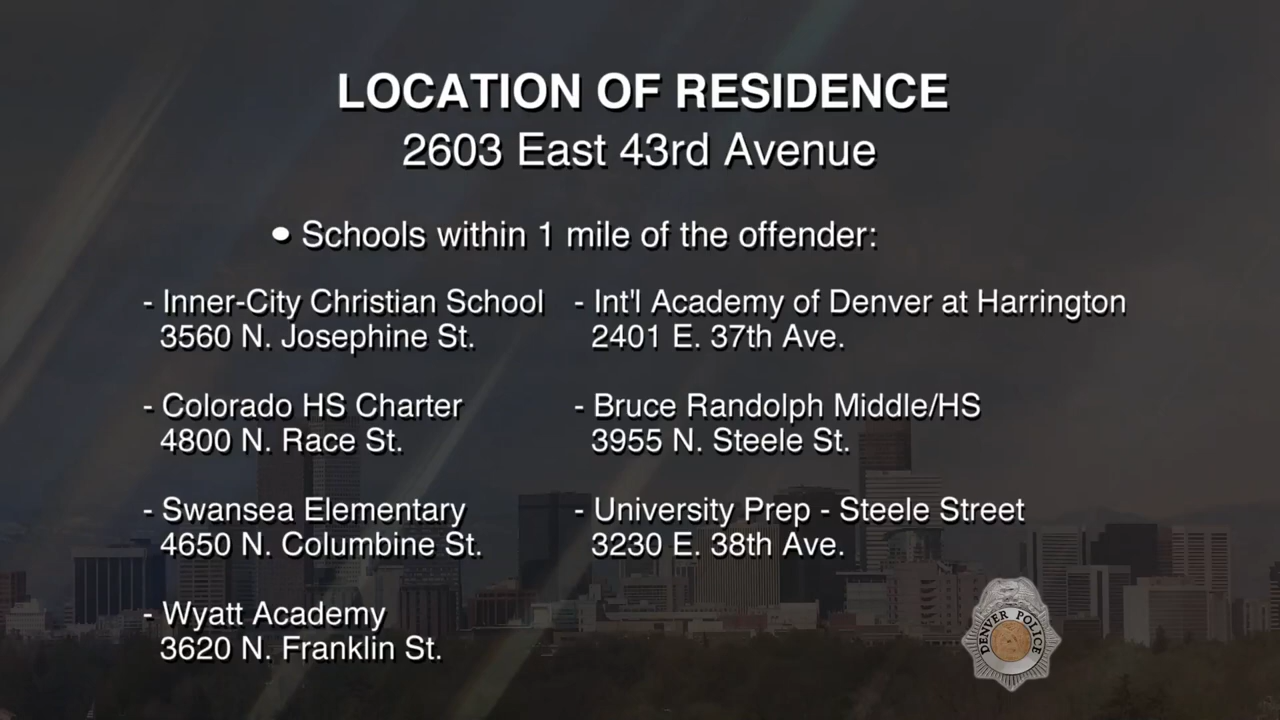 LOCATION OF RESIDENCE
2603 East 43rd Avenue
• Schools within 1 mile of the offender:
- Inner-City Christian School
3560 N. Josephine St.
- Colorado HS Charter
4800 N. Race St.
- Swansea Elementary
4650 N. Columbine St.
- Wyatt Academy
3620 N. Franklin St.
- Int'l Academy of Denver at Harrington
2401 E. 37th Ave.
- Bruce Randolph Middle/HS
3955 N. Steele St.
- University Prep - Steele Street
3230 E. 38th Ave.
DENVER POLICE